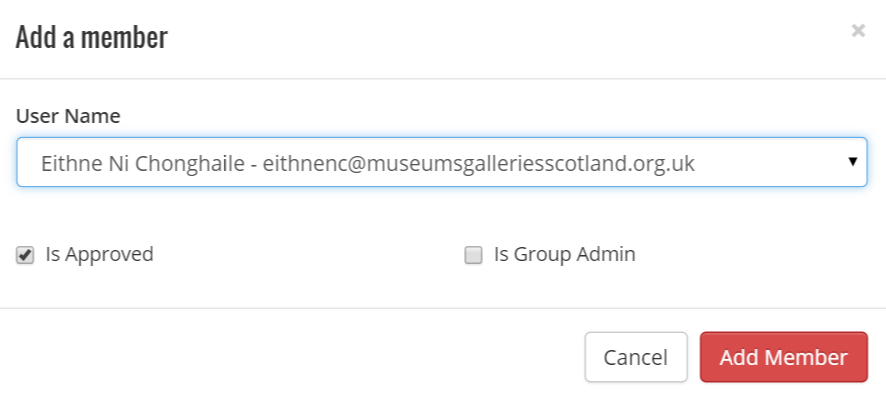 Add a member
×
User Name
Eithne Ni Chonghaile - eithnenc@museumsgalleriesscotland.org.uk
Is Approved
Is Group Admin
Cancel
Add Member